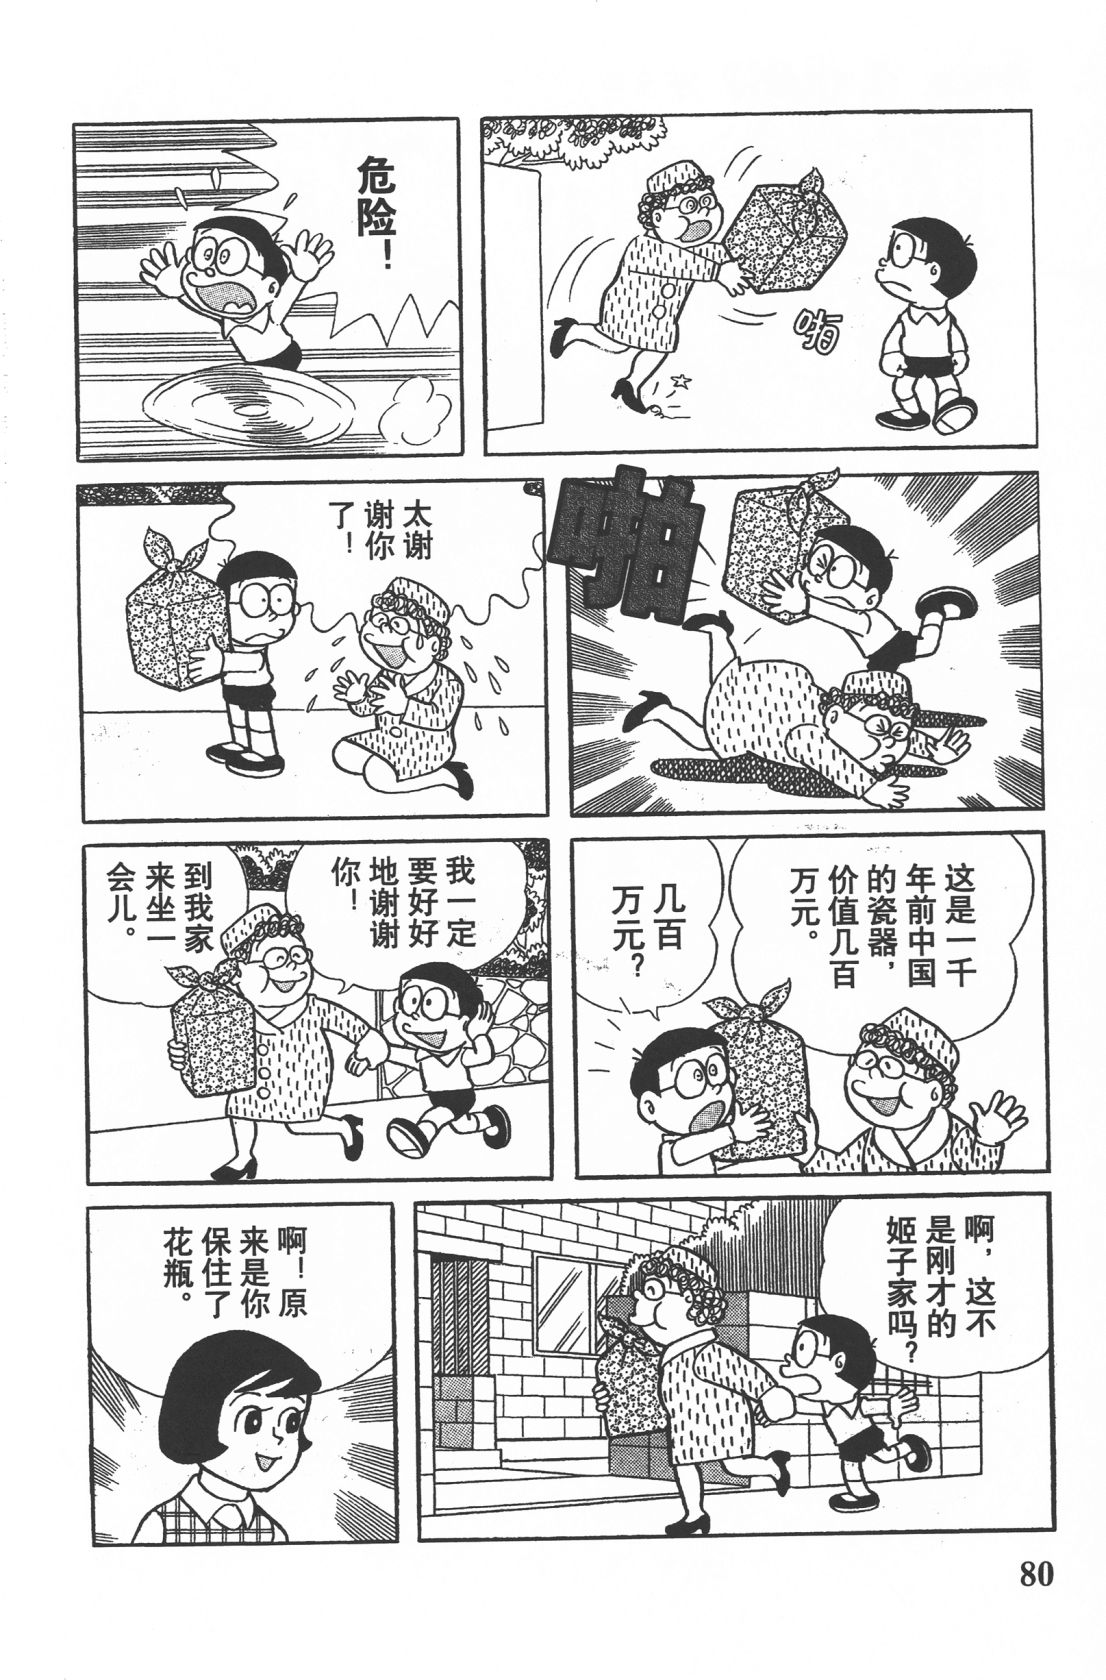 啪
危险！
啪
太谢
谢你
了！
这是一千
年前中国
的瓷器，
价值几百
万元。
几百
万元？
我一定
要好好
地谢谢
你！
到我家
来坐一
会儿。
啊，这不
是刚才的
姬子家吗？
啊！原
来是你
保住了
花瓶。
80